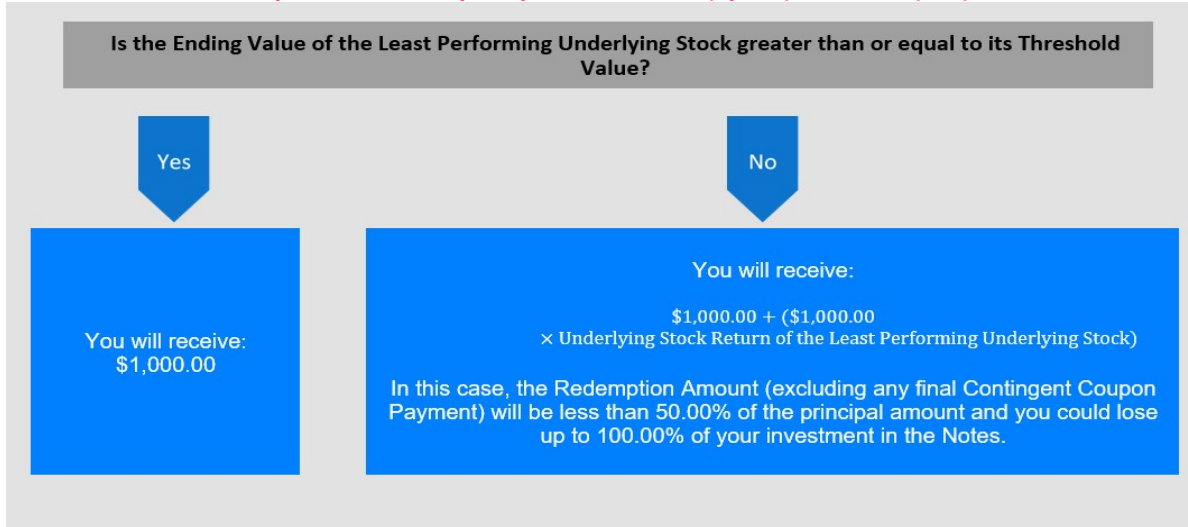 Is the Ending Value of the Least Performing Underlying Stock greater than or equal to its Threshold
Value?
Yes
No
You will receive:
$1,000.00
You will receive:
$1,000.00 + ($1,000.00
× Underlying Stock Return of the Least Performing Underlying Stock)
In this case, the Redemption Amount (excluding any final Contingent Coupon
Payment) will be less than 50.00% of the principal amount and you could lose
up to 100.00% of your investment in the Notes.